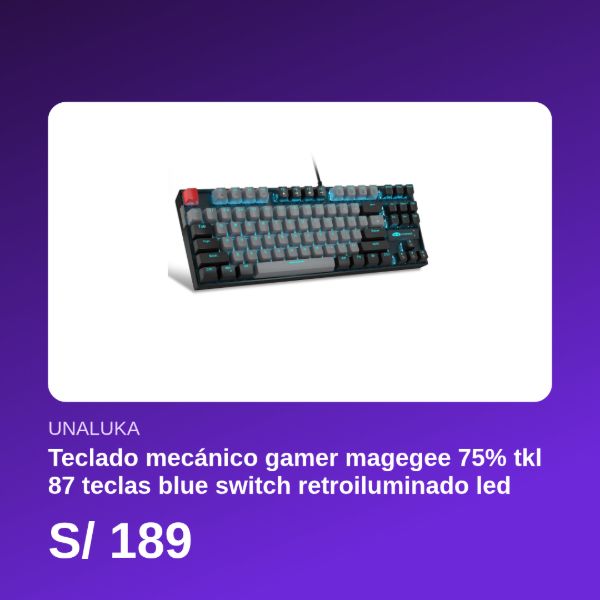 UNALUKA
Teclado mecánico gamer magegee 75% tkl
87 teclas blue switch retroiluminado led
S/ 189